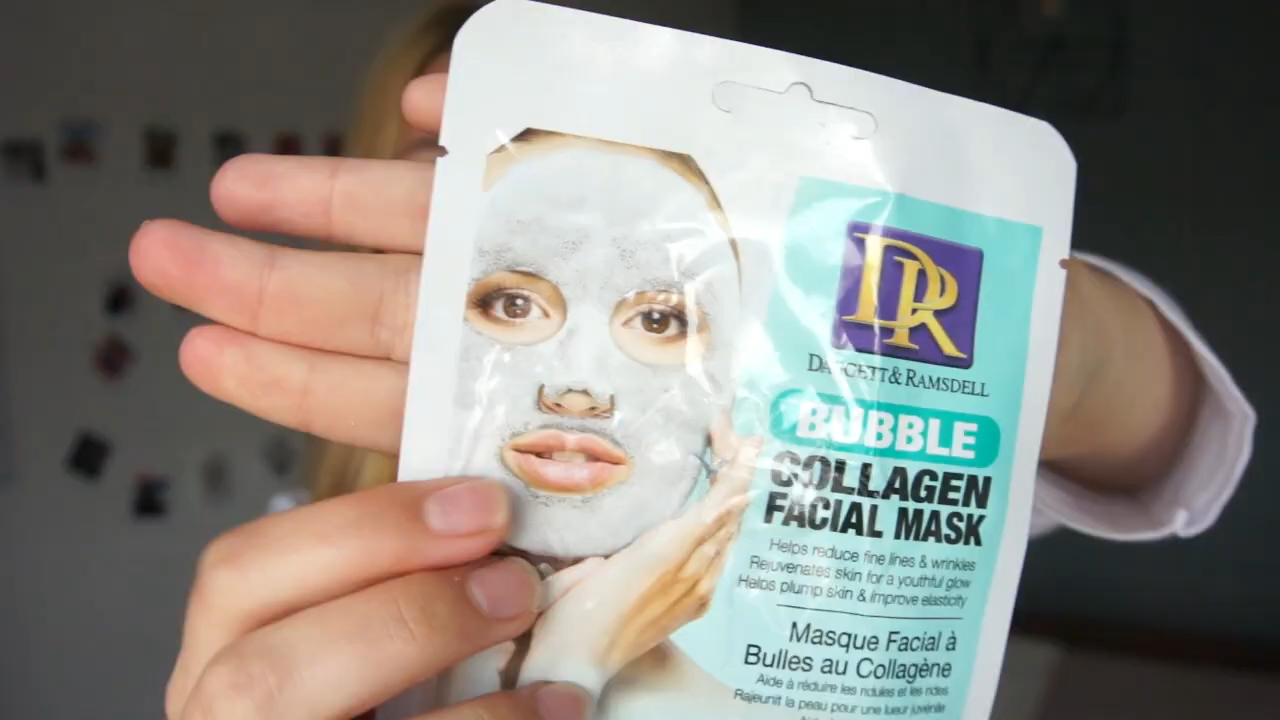 DR
DAGGETT & RAMSDELL
BUBBLE
COLLAGEN
FACIAL MASK
Helps reduce fine lines & wrinkles
Rejuvenates skin for a youthful glow
Helps plump skin & improve elasticity
Masque Facial à
Bulles au Collagène
Aide à réduire les ridules et les rides
Rajeunit la peau pour une lueur juvénile